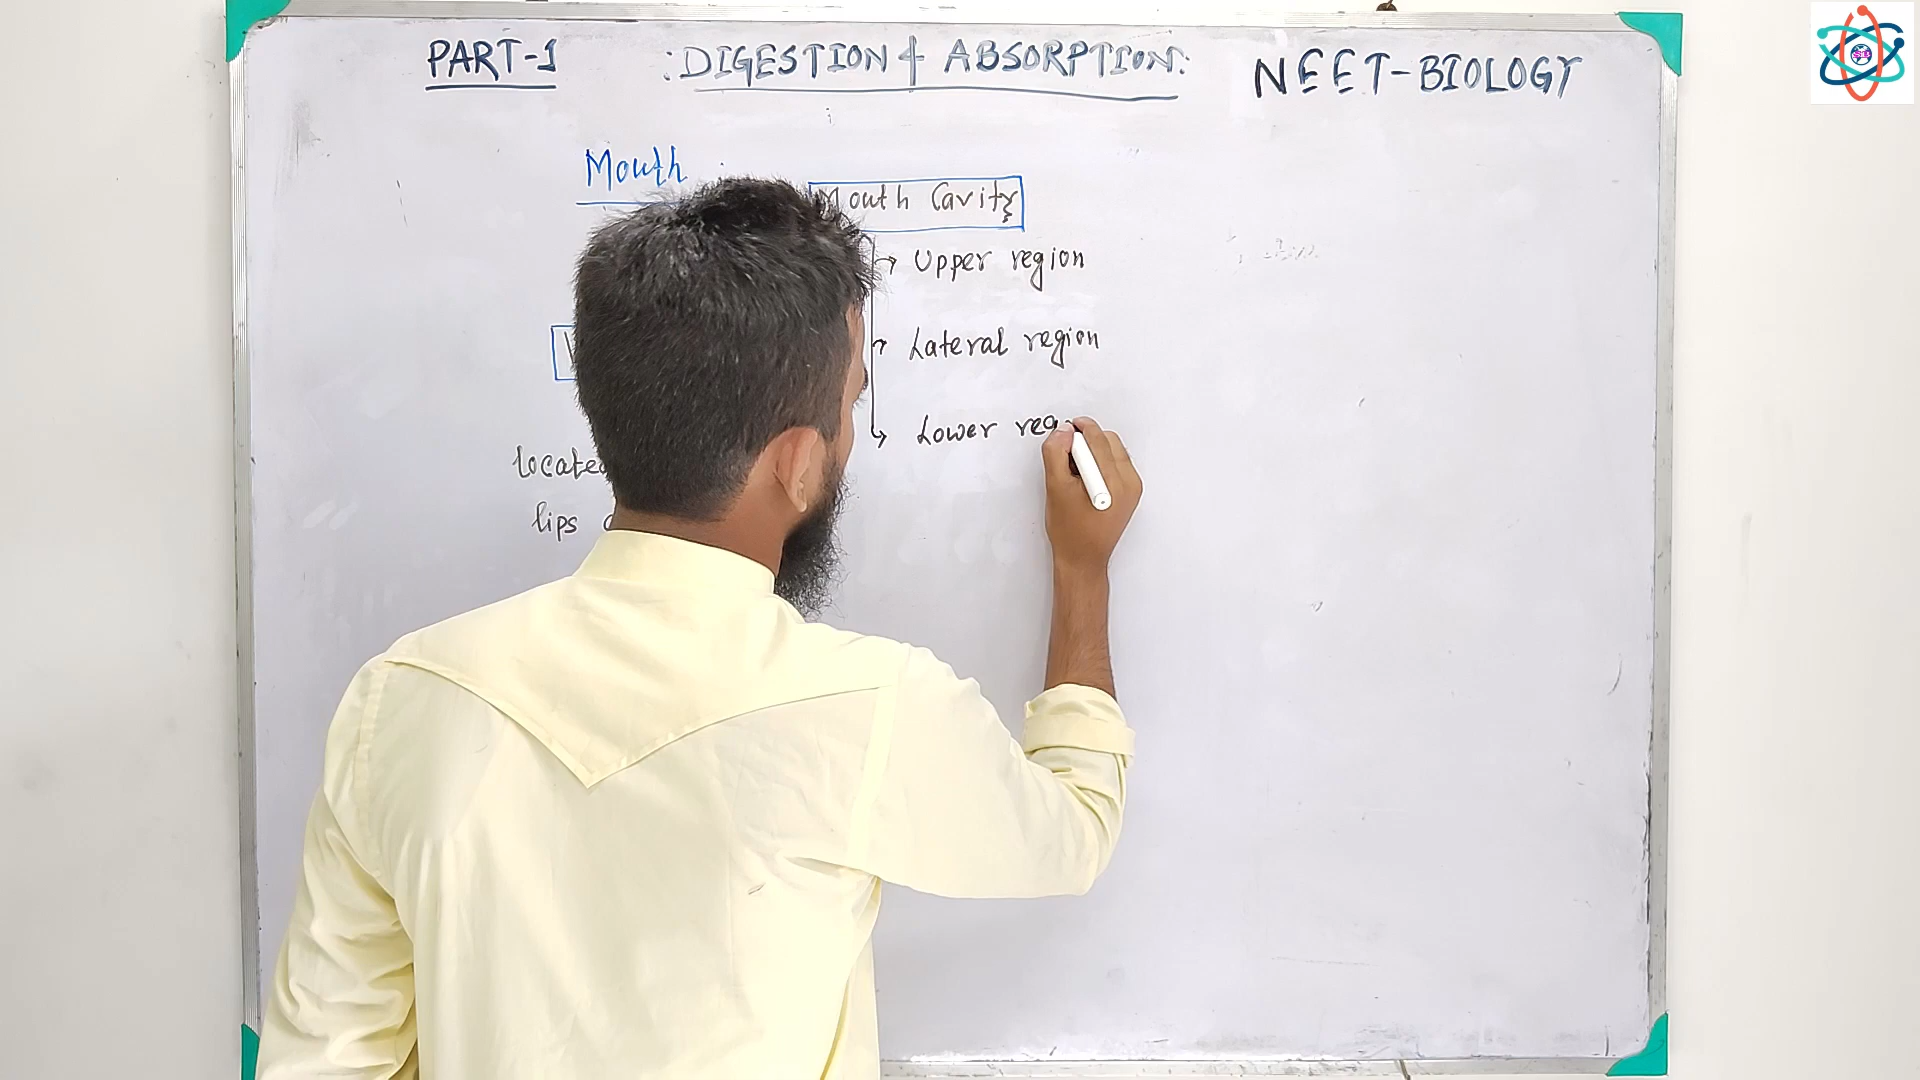 PART-1 :DIGESTION & ABSORPTION: NEET-BIOLOGY
Mouth
Mouth Cavity
Upper region
Lateral region
Lower reg
located
lips